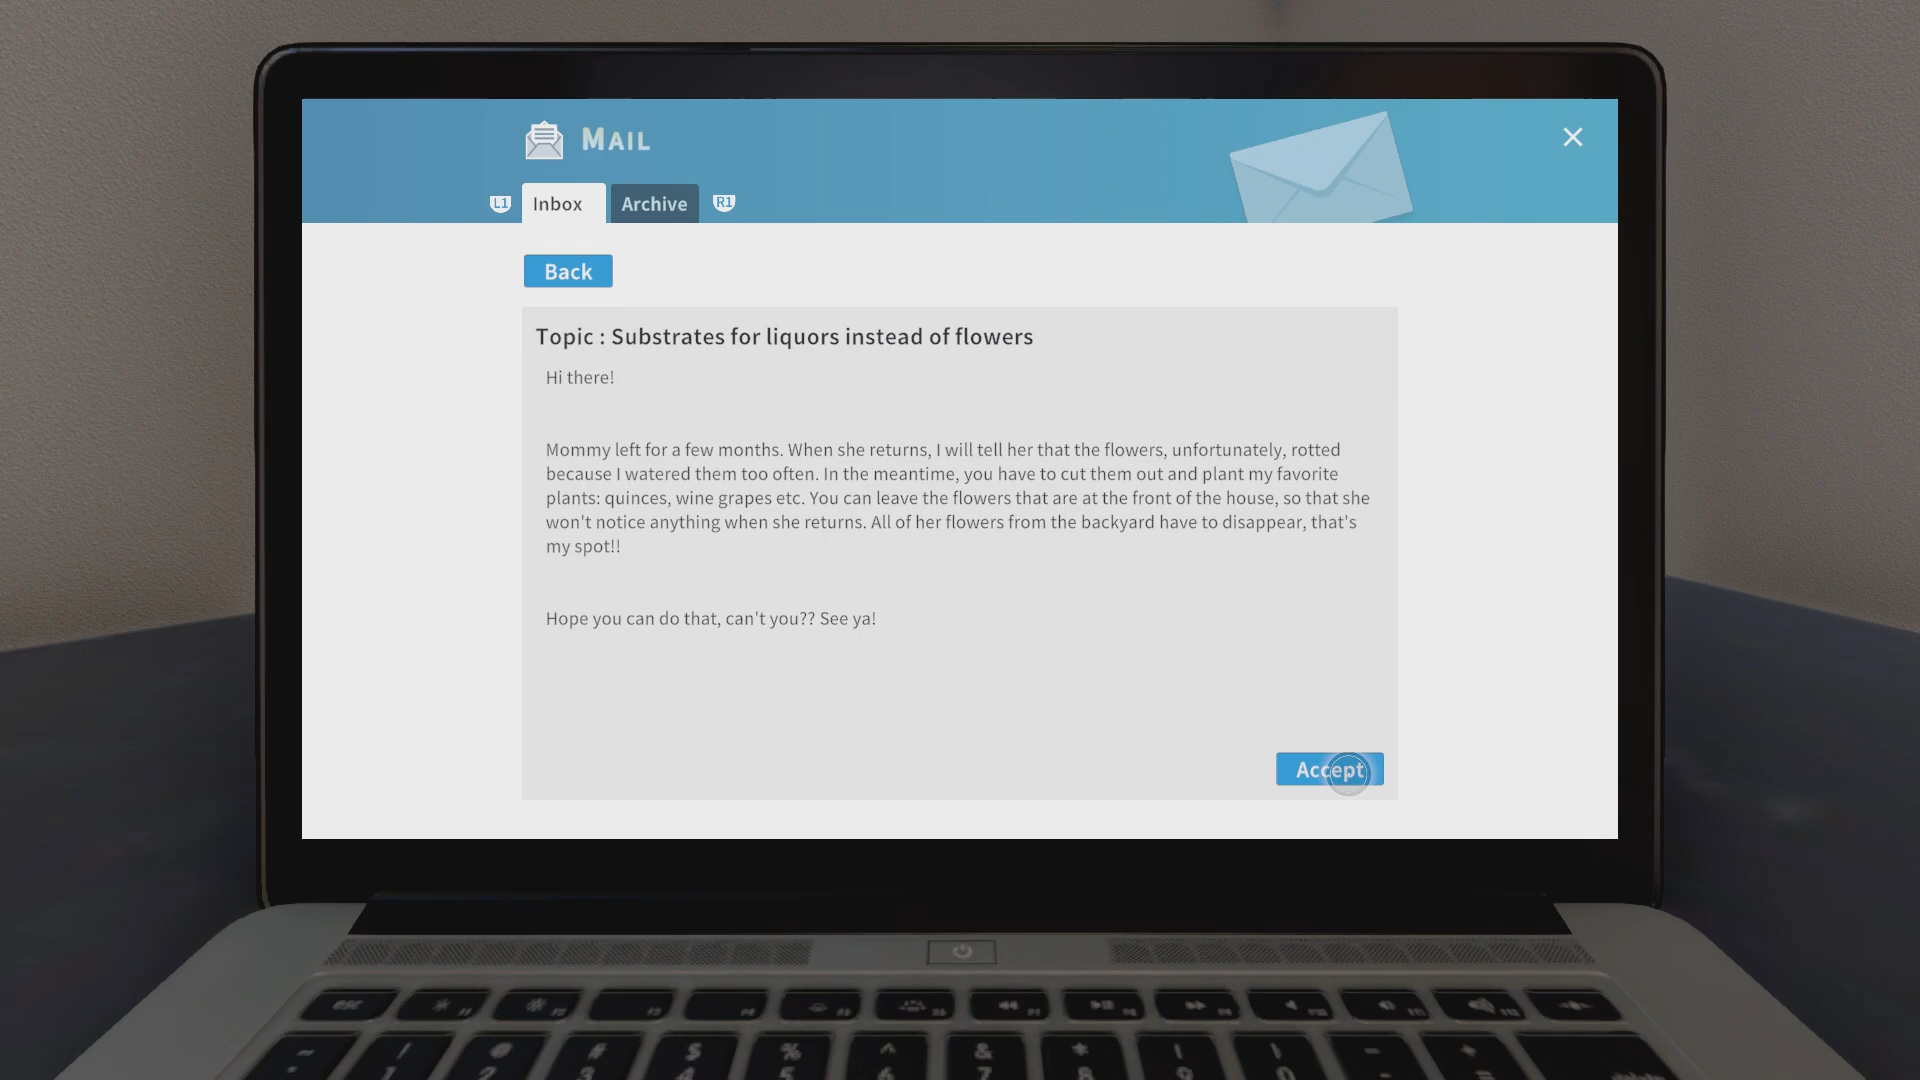 Mail
L1 Inbox Archive R1
Back
Topic : Substrates for liquors instead of flowers
Hi there!
Mommy left for a few months. When she returns, I will tell her that the flowers, unfortunately, rotted
because I watered them too often. In the meantime, you have to cut them out and plant my favorite
plants: quinces, wine grapes etc. You can leave the flowers that are at the front of the house, so that she
won't notice anything when she returns. All of her flowers from the backyard have to disappear, that's
my spot!!
Hope you can do that, can't you?? See ya!
Accept
esc